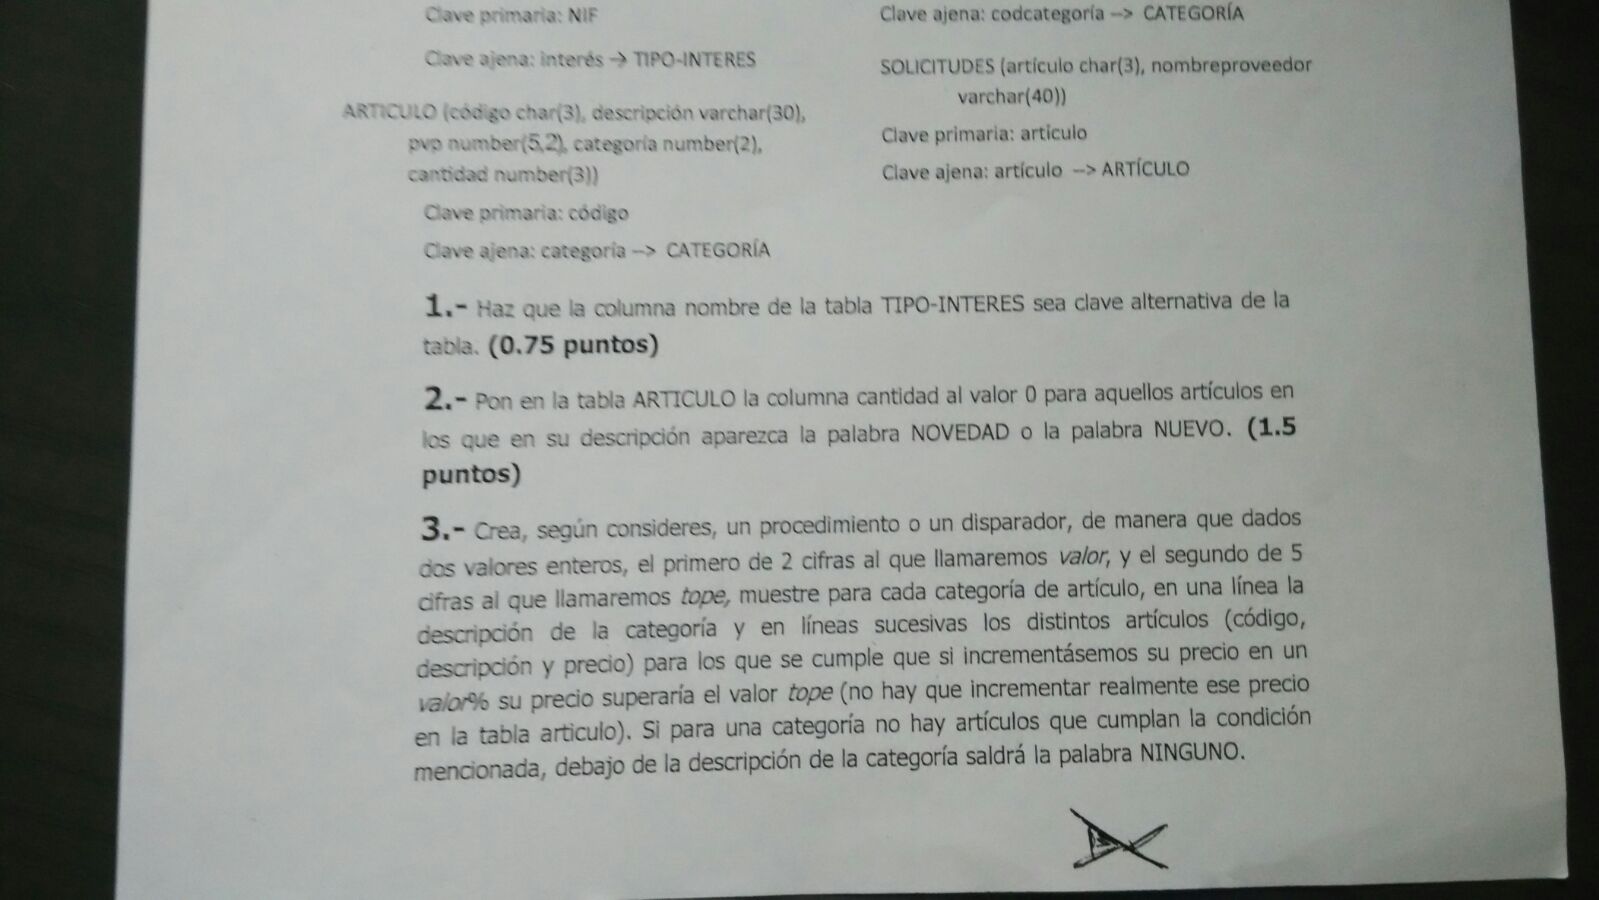 Clave primaria: NIF
Clave ajena: interés → TIPO-INTERES
ARTICULO (código char(3), descripción varchar(30),
pvp number(5,2), categoría number(2),
cantidad number(3))
Clave primaria: código
Clave ajena: categoría --> CATEGORÍA
Clave ajena: codcategoría --> CATEGORÍA
SOLICITUDES (artículo char(3), nombreproveedor
varchar(40))
Clave primaria: articulo
Clave ajena: artículo --> ARTÍCULO
1.- Haz que la columna nombre de la tabla TIPO-INTERES sea clave alternativa de la
tabla. (0.75 puntos)
2.- Pon en la tabla ARTICULO la columna cantidad al valor 0 para aquellos artículos en
los que en su descripción aparezca la palabra NOVEDAD o la palabra NUEVO. (1.5
puntos)
3.- Crea, según consideres, un procedimiento o un disparador, de manera que dados
dos valores enteros, el primero de 2 cifras al que llamaremos valor, y el segundo de 5
cifras al que llamaremos tope, muestre para cada categoría de artículo, en una línea la
descripción de la categoría y en líneas sucesivas los distintos artículos (código,
descripción y precio) para los que se cumple que si incrementásemos su precio en un
valor% su precio superaría el valor tope (no hay que incrementar realmente ese precio
en la tabla articulo). Si para una categoría no hay artículos que cumplan la condición
mencionada, debajo de la descripción de la categoría saldrá la palabra NINGUNO.